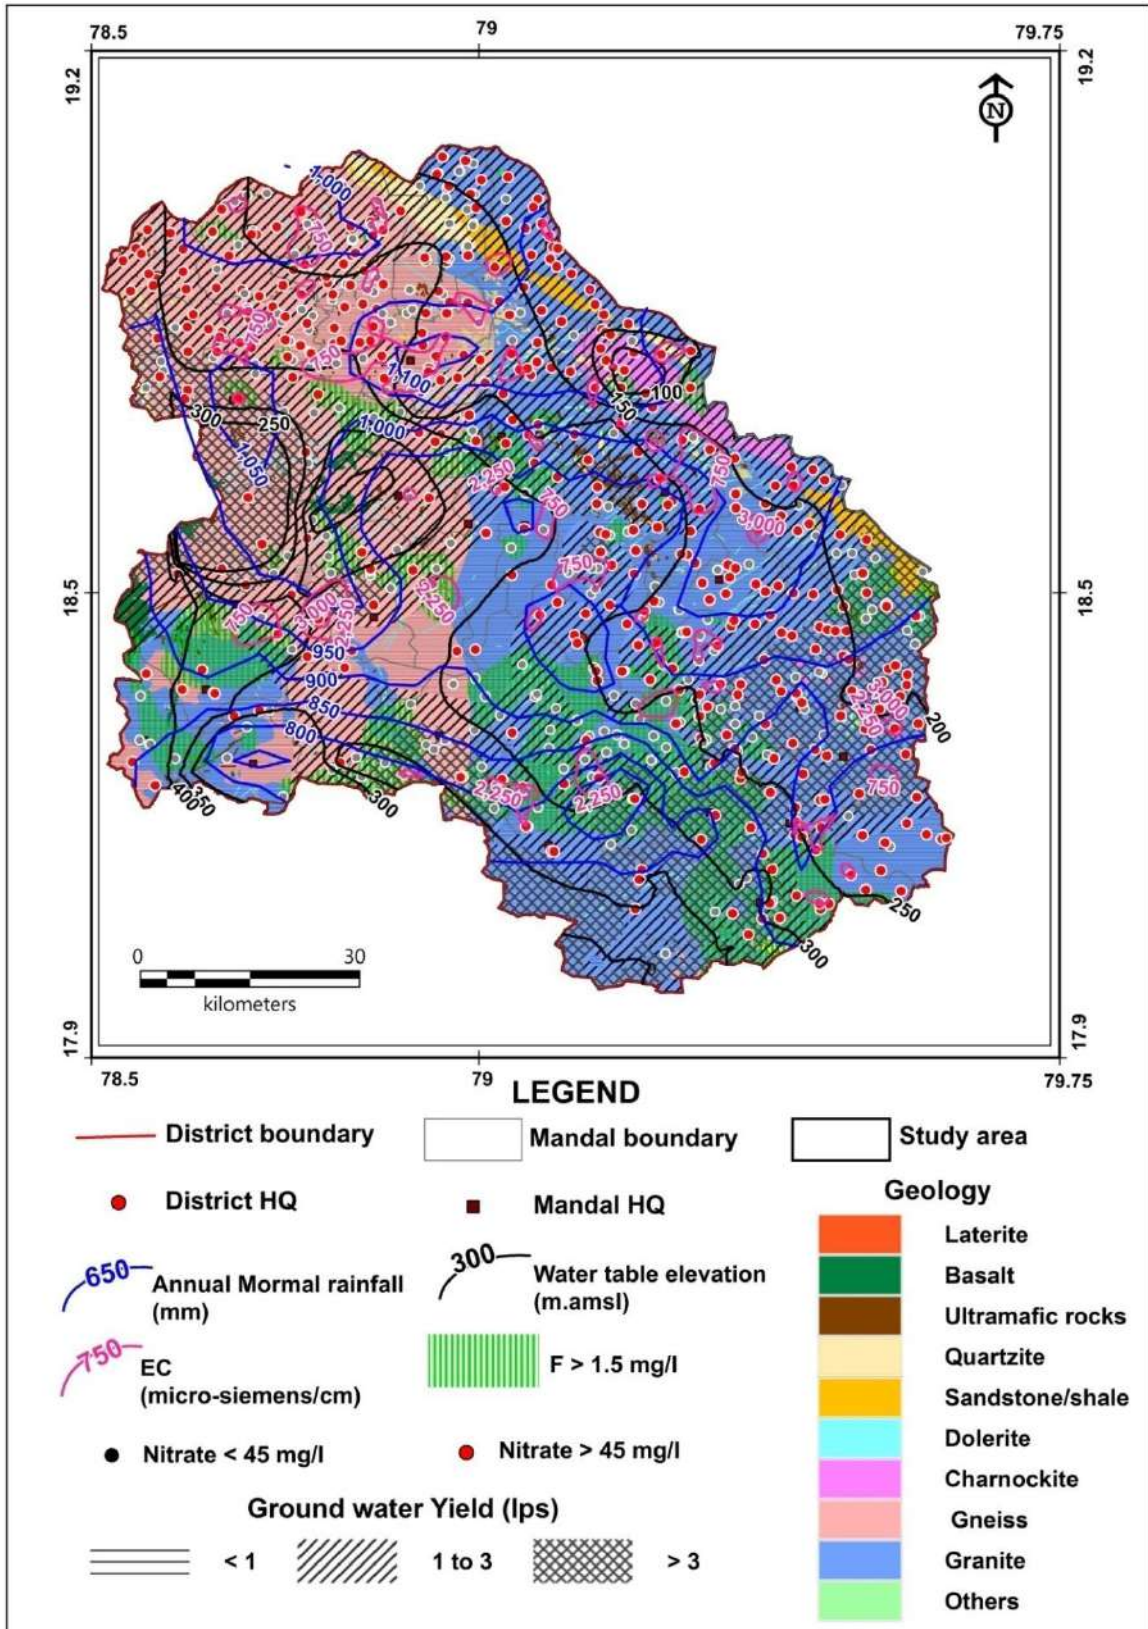 78.5 79 79.75
19.2 19.2
N
1,000
750
750
750
1,100
100
150
300 250
1,000
1,050
2,250
750
750
3,000
750
18.5 18.5
2,250
750
3,000
2,250
950
900
850
800
3,000
2,250
200
400
350
300
2,250
2,250
750
250
300
0 30
kilometers
17.9 17.9
78.5 79 79.75
LEGEND
District boundary Mandal boundary Study area
District HQ Mandal HQ
Geology
Laterite
Basalt
Ultramafic rocks
Quartzite
Sandstone/shale
Dolerite
Charnockite
Gneiss
Granite
Others
650 Annual Mormal rainfall
(mm)
300 Water table elevation
(m.amsl)
750 EC
(micro-siemens/cm)
F > 1.5 mg/l
Nitrate < 45 mg/l Nitrate > 45 mg/l
Ground water Yield (lps)
< 1 1 to 3 > 3